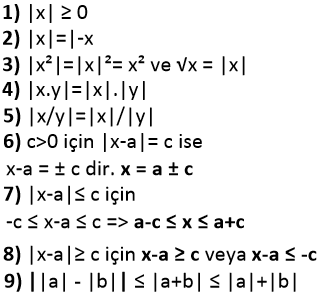 1) |x| ≥ 0
2) |x|=|-x
3) |x²|=|x|²= x² ve √x = |x|
4) |x.y|=|x|.|y|
5) |x/y|=|x|/|y|
6) c>0 için |x-a|= c ise
x-a = ± c dir. x = a ± c
7) |x-a|≤ c için
-c ≤ x-a ≤ c => a-c ≤ x ≤ a+c
8) |x-a|≥ c için x-a ≥ c veya x-a ≤ -c
9) ||a| - |b|| ≤ |a+b| ≤ |a|+|b|